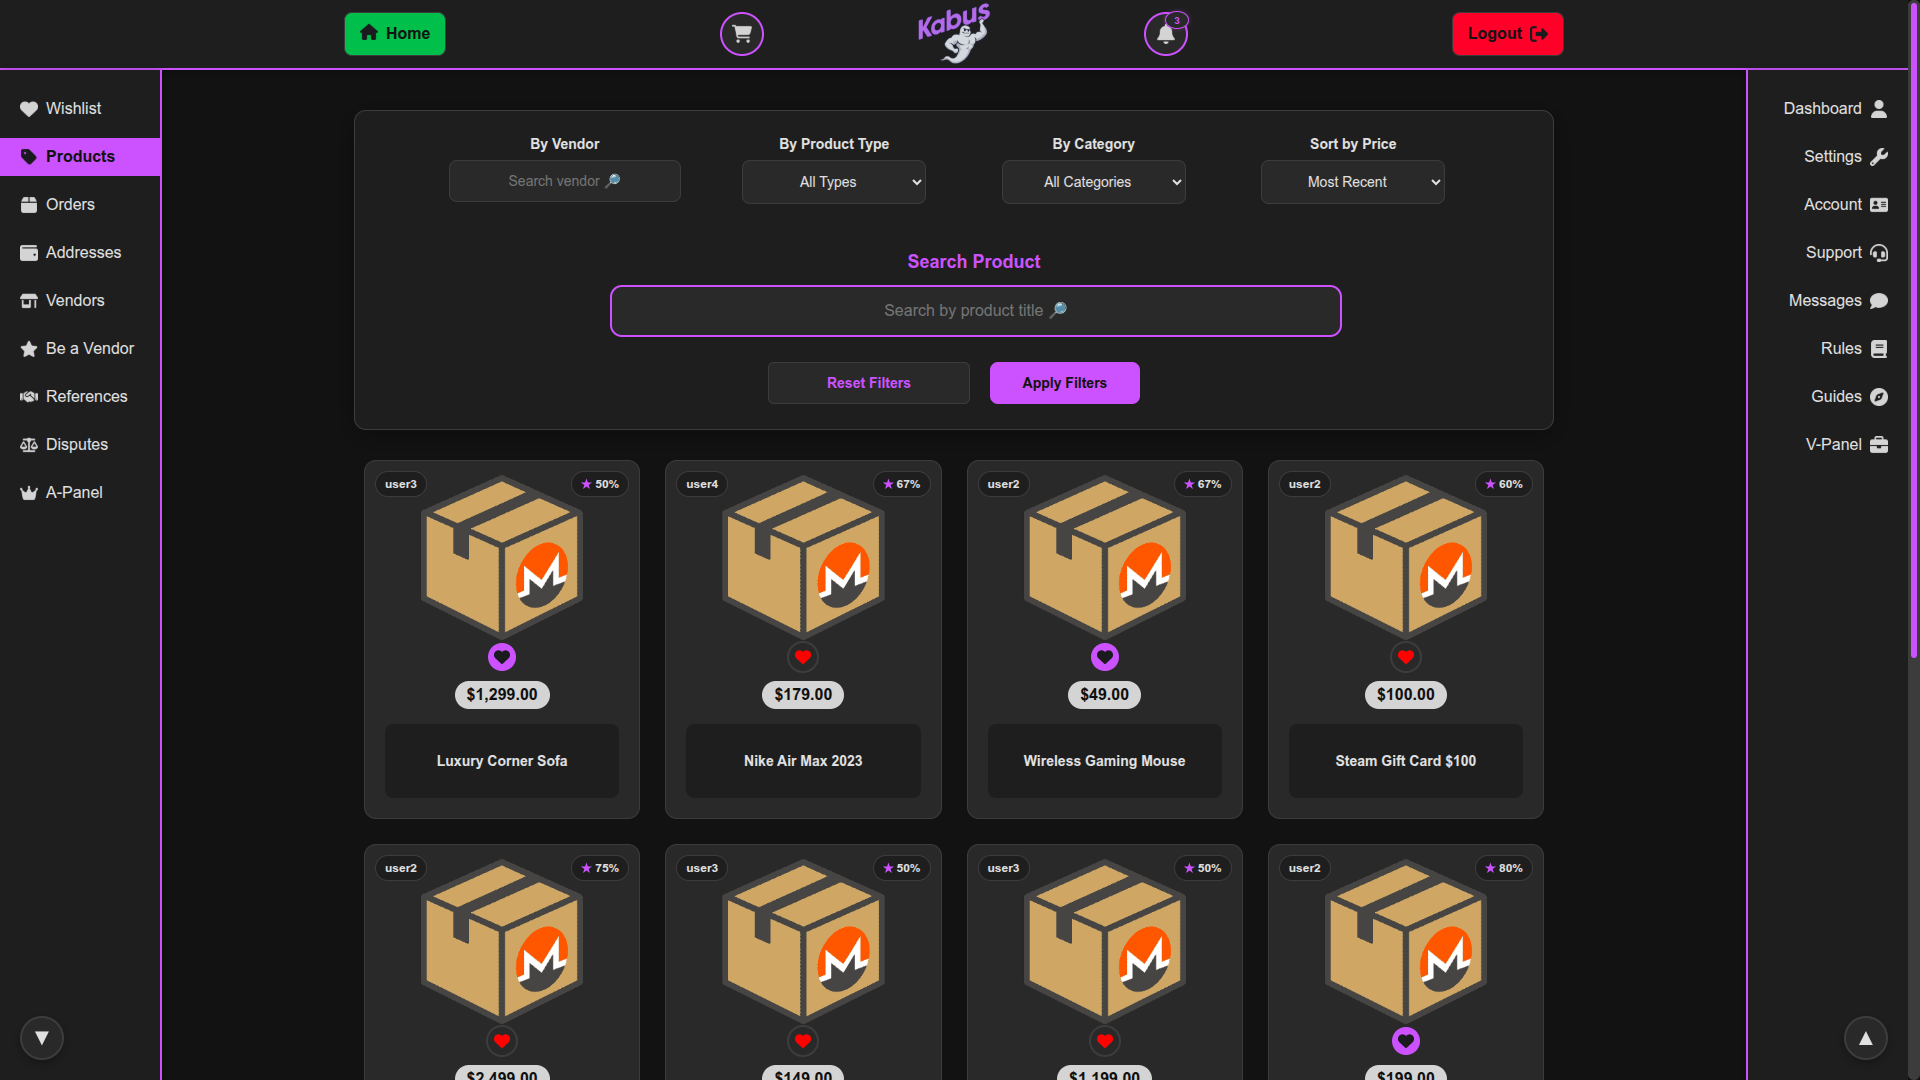 Home
Kabus
3
Logout
Wishlist
Products
Orders
Addresses
Vendors
Be a Vendor
References
Disputes
A-Panel
Dashboard
Settings
Account
Support
Messages
Rules
Guides
V-Panel
By Vendor
Search vendor 🔎
By Product Type
All Types
By Category
All Categories
Sort by Price
Most Recent
Search Product
Search by product title 🔎
Reset Filters
Apply Filters
user3
★ 50%
$1,299.00
Luxury Corner Sofa
user4
★ 67%
$179.00
Nike Air Max 2023
user2
★ 67%
$49.00
Wireless Gaming Mouse
user2
★ 60%
$100.00
Steam Gift Card $100
user2
★ 75%
$2,499.00
user3
★ 50%
$149.00
user3
★ 50%
$1,199.00
user2
★ 80%
$199.00
▼
▲